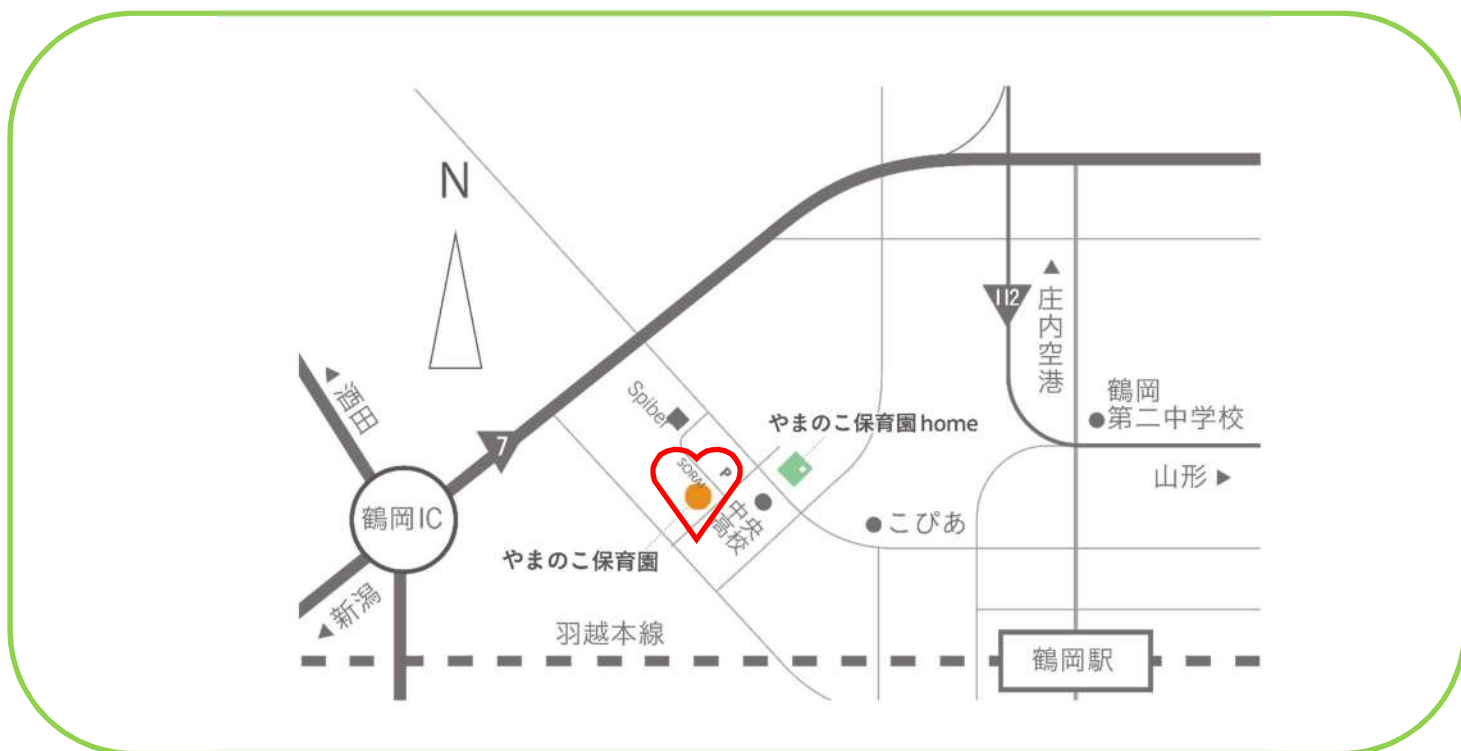 N
112
▲庄内空港
▲酒田
Spiber
鶴岡
第二中学校
やまのこ保育園home
7
SORAI
P
山形▶
鶴岡IC
中央
高校
こぴあ
やまのこ保育園
▲新潟
羽越本線
鶴岡駅